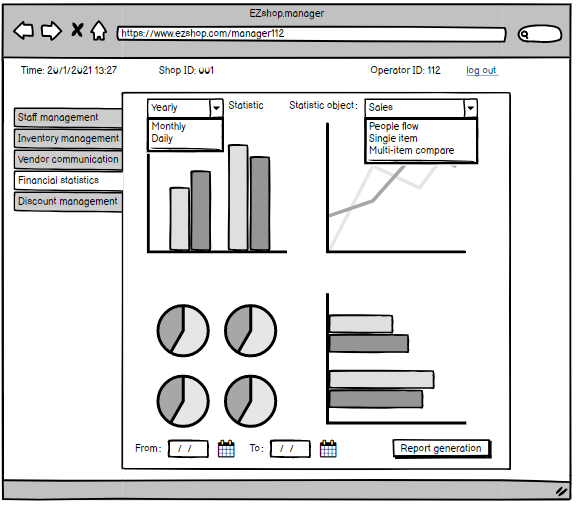 EZshop.manager
https://www.ezshop.com/manager112
Time: 20/1/2021 13:27 Shop ID: 001 Operator ID: 112 log out
Yearly Statistic Statistic object: Sales
Monthly
Daily
People flow
Single item
Multi-item compare
Staff management
Inventory management
Vendor communication
Financial statistics
Discount management
From: / / To: / / Report generation